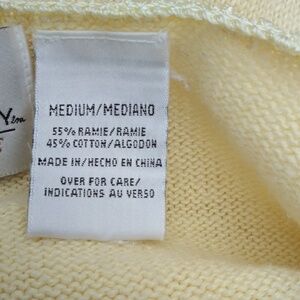 MEDIUM/MEDIANO
55% RAMIE/RAMIE
45% COTTON/ALGODON
MADE IN/HECHO EN CHINA
OVER FOR CARE/
INDICATIONS AU VERSO